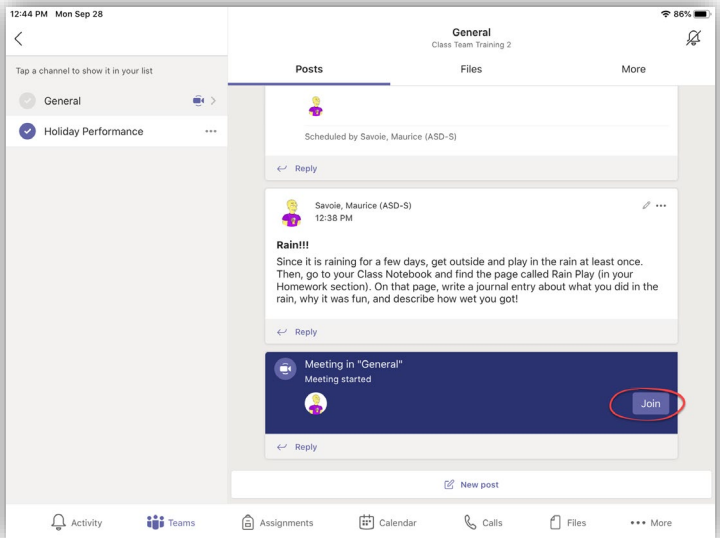 12:44 PM Mon Sep 28
86%
General
Class Team Training 2
Tap a channel to show it in your list
General
Holiday Performance
Posts
Files
More
Scheduled by Savoie, Maurice (ASD-S)
Reply
Savoie, Maurice (ASD-S)
12:38 PM
Rain!!!
Since it is raining for a few days, get outside and play in the rain at least once.
Then, go to your Class Notebook and find the page called Rain Play (in your
Homework section). On that page, write a journal entry about what you did in the
rain, why it was fun, and describe how wet you got!
Reply
Meeting in "General"
Meeting started
Join
Reply
New post
Activity
Teams
Assignments
Calendar
Calls
Files
More